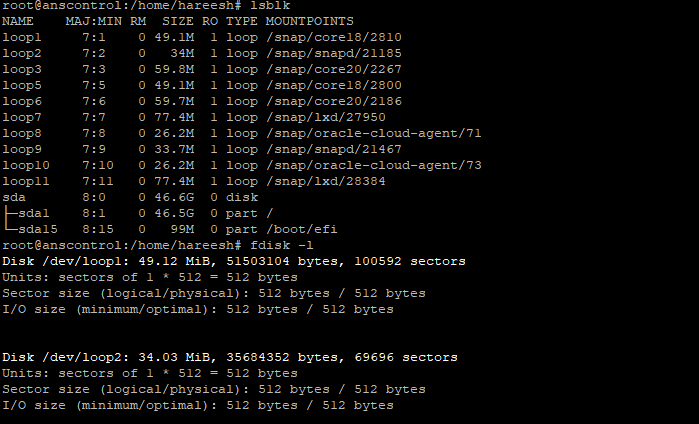 root@anscontrol:/home/hareesh# lsblk
NAME    MAJ:MIN RM  SIZE RO TYPE MOUNTPOINTS
loop1     7:1    0 49.1M  1 loop /snap/core18/2810
loop2     7:2    0   34M  1 loop /snap/snapd/21185
loop3     7:3    0 59.8M  1 loop /snap/core20/2267
loop5     7:5    0 49.1M  1 loop /snap/core18/2800
loop6     7:6    0 59.7M  1 loop /snap/core20/2186
loop7     7:7    0 77.4M  1 loop /snap/lxd/27950
loop8     7:8    0 26.2M  1 loop /snap/oracle-cloud-agent/71
loop9     7:9    0 33.7M  1 loop /snap/snapd/21467
loop10    7:10   0 26.2M  1 loop /snap/oracle-cloud-agent/73
loop11    7:11   0 77.4M  1 loop /snap/lxd/28384
sda       8:0    0 46.6G  0 disk
├─sda1    8:1    0 46.5G  0 part /
└─sda15   8:15   0   99M  0 part /boot/efi
root@anscontrol:/home/hareesh# fdisk -l
Disk /dev/loop1: 49.12 MiB, 51503104 bytes, 100592 sectors
Units: sectors of 1 * 512 = 512 bytes
Sector size (logical/physical): 512 bytes / 512 bytes
I/O size (minimum/optimal): 512 bytes / 512 bytes
Disk /dev/loop2: 34.03 MiB, 35684352 bytes, 69696 sectors
Units: sectors of 1 * 512 = 512 bytes
Sector size (logical/physical): 512 bytes / 512 bytes
I/O size (minimum/optimal): 512 bytes / 512 bytes